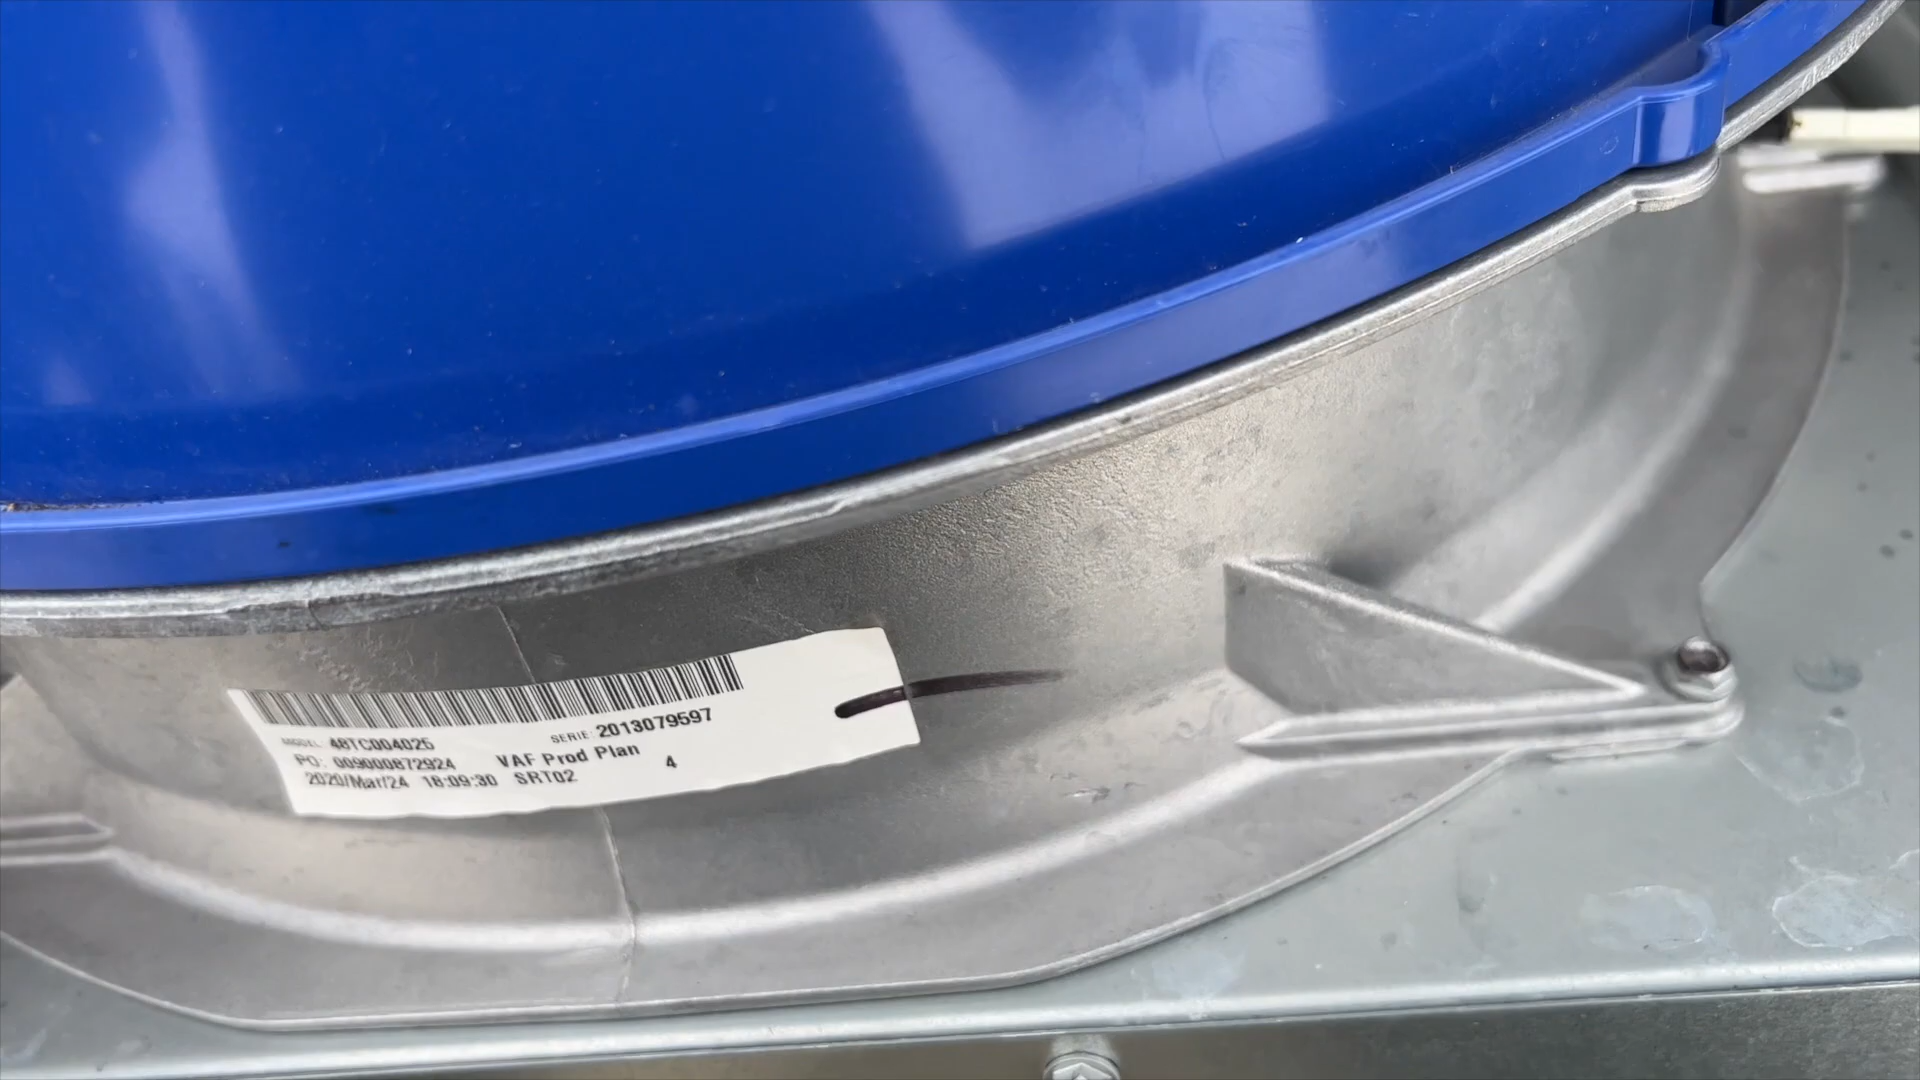 MODEL: 48TC004025 SERIE: 2013079597
PO: 009000872924 VAF Prod Plan 4
2020/Mar/24 18:09:30 SRT02